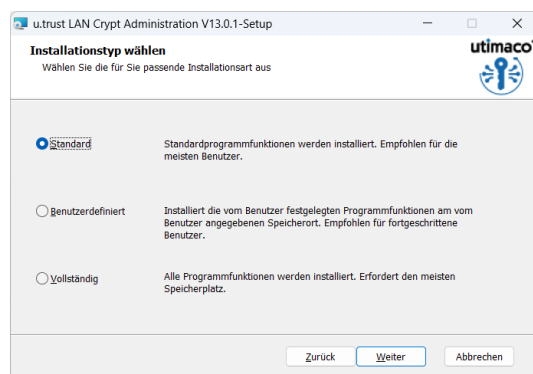 u.trust LAN Crypt Administration V13.0.1-Setup
Installationstyp wählen
Wählen Sie die für Sie passende Installationsart aus
utimaco®
Standard
Standardprogrammfunktionen werden installiert. Empfohlen für die
meisten Benutzer.
Benutzerdefiniert
Installiert die vom Benutzer festgelegten Programmfunktionen am vom
Benutzer angegebenen Speicherort. Empfohlen für fortgeschrittene
Benutzer.
Vollständig
Alle Programmfunktionen werden installiert. Erfordert den meisten
Speicherplatz.
Zurück
Weiter
Abbrechen